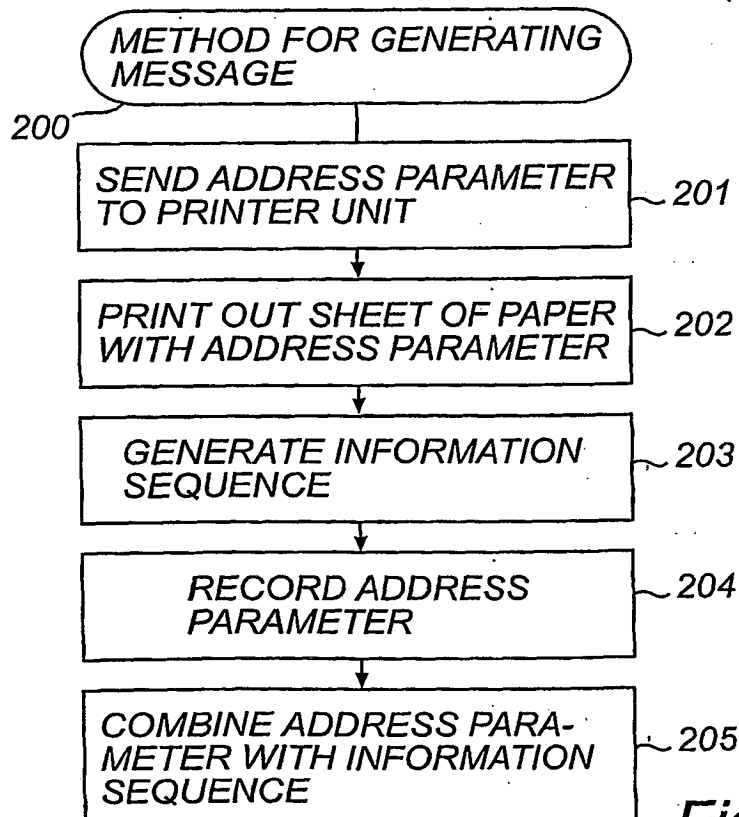 METHOD FOR GENERATING
MESSAGE
200
SEND ADDRESS PARAMETER
TO PRINTER UNIT
201
PRINT OUT SHEET OF PAPER
WITH ADDRESS PARAMETER
202
GENERATE INFORMATION
SEQUENCE
203
RECORD ADDRESS
PARAMETER
204
COMBINE ADDRESS PARA-
METER WITH INFORMATION
SEQUENCE
205